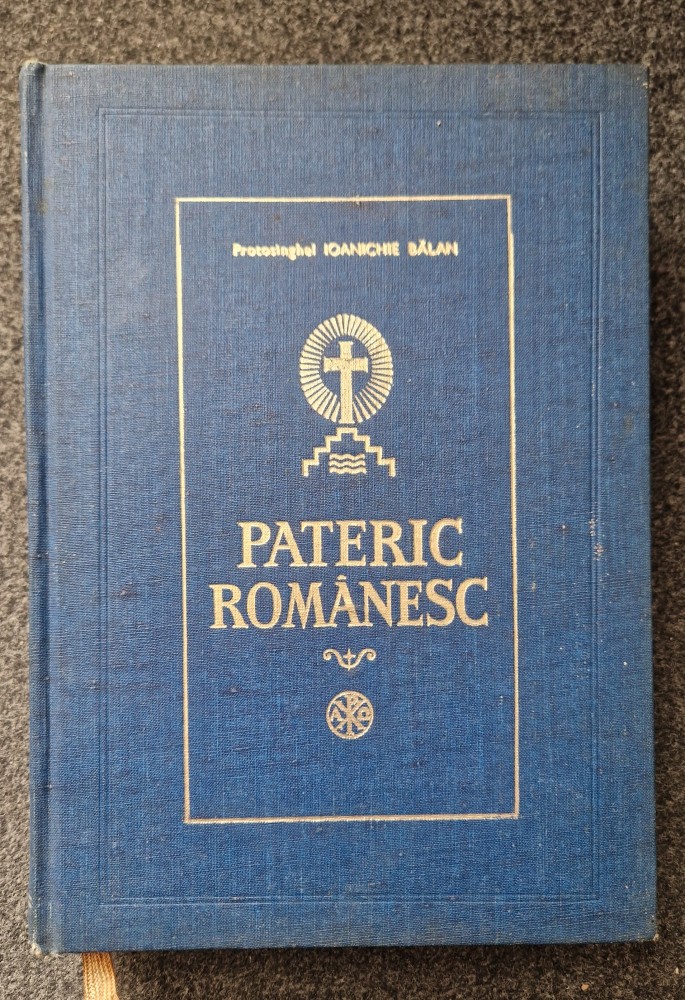 Protosinghel IOANICHIE BĂLAN
PATERIC
ROMÂNESC
Α Ρ Χ Ω